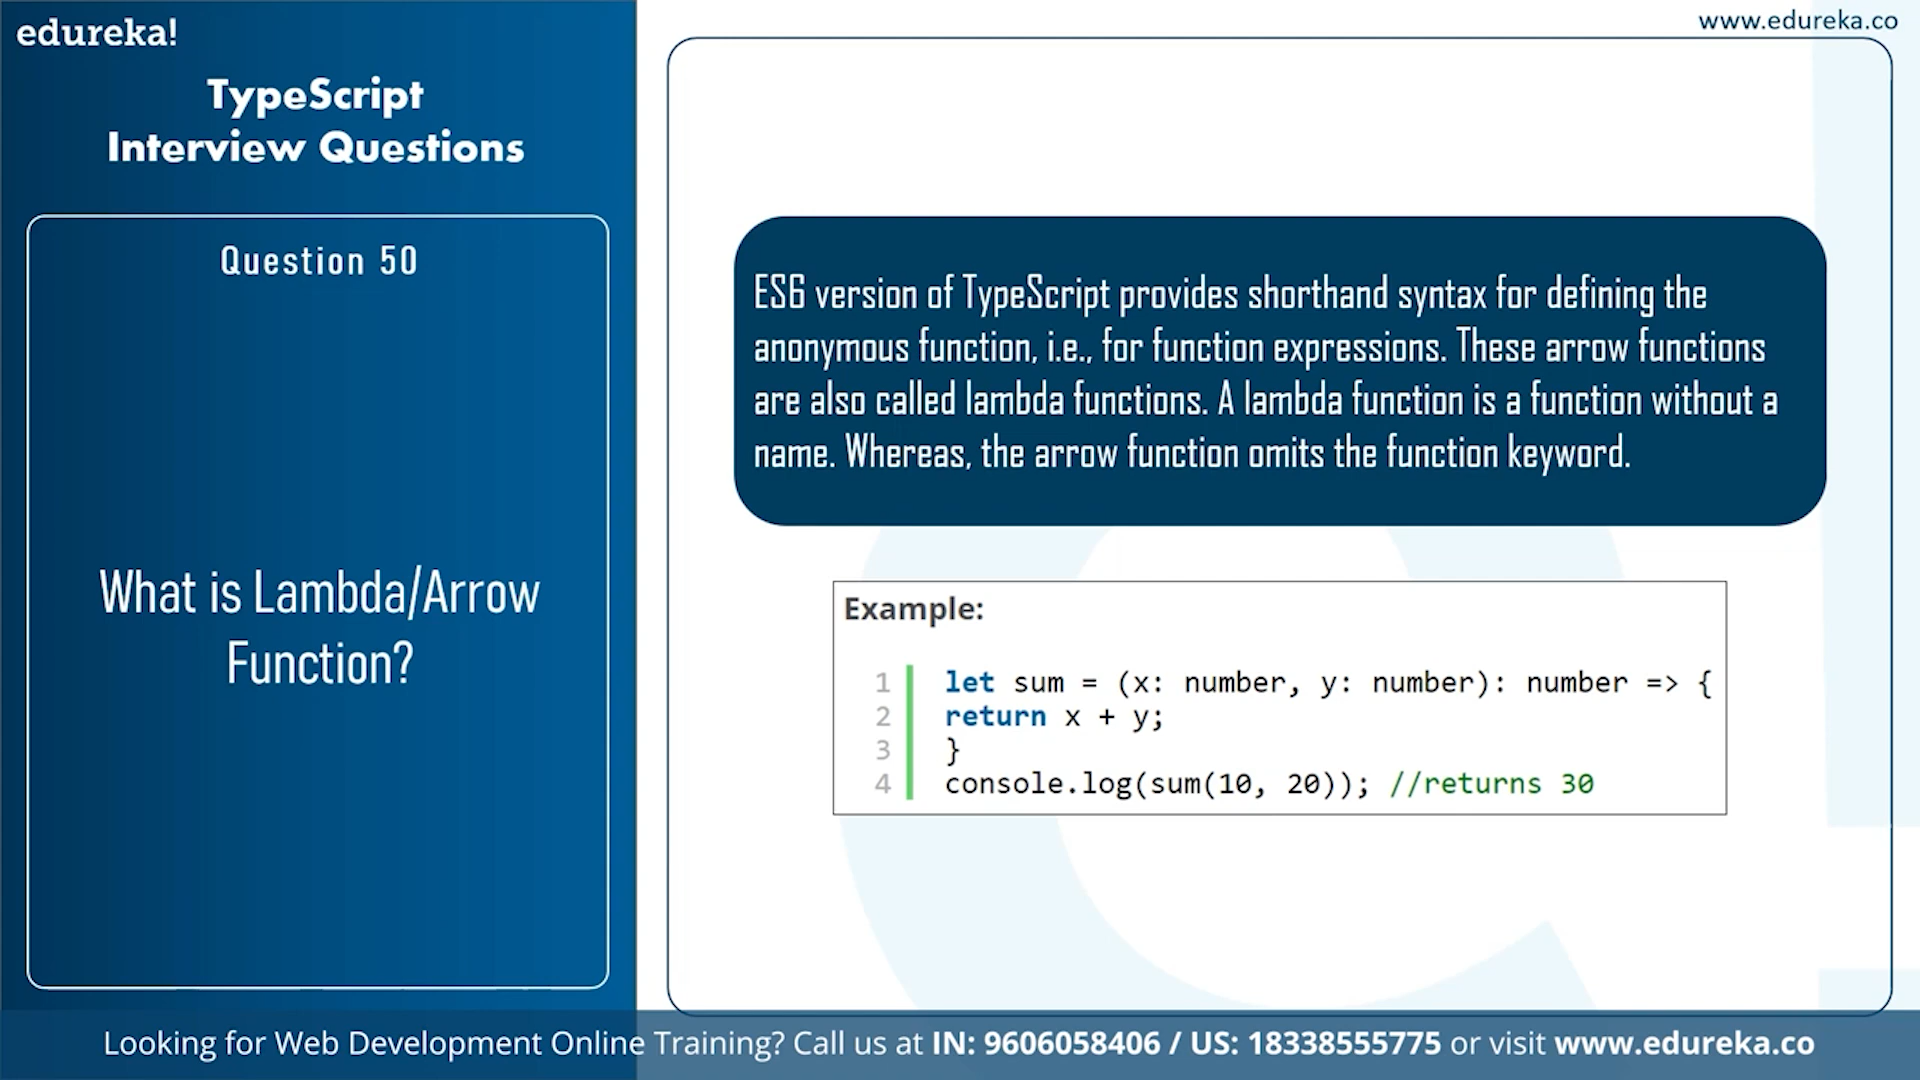 edureka!
www.edureka.co
TypeScript
Interview Questions
Question 50
What is Lambda/Arrow
Function?
ES6 version of TypeScript provides shorthand syntax for defining the
anonymous function, i.e., for function expressions. These arrow functions
are also called lambda functions. A lambda function is a function without a
name. Whereas, the arrow function omits the function keyword.
Example:
1 let sum = (x: number, y: number): number => {
2 return x + y;
3 }
4 console.log(sum(10, 20)); //returns 30
Looking for Web Development Online Training? Call us at IN: 9606058406 / US: 18338555775 or visit www.edureka.co